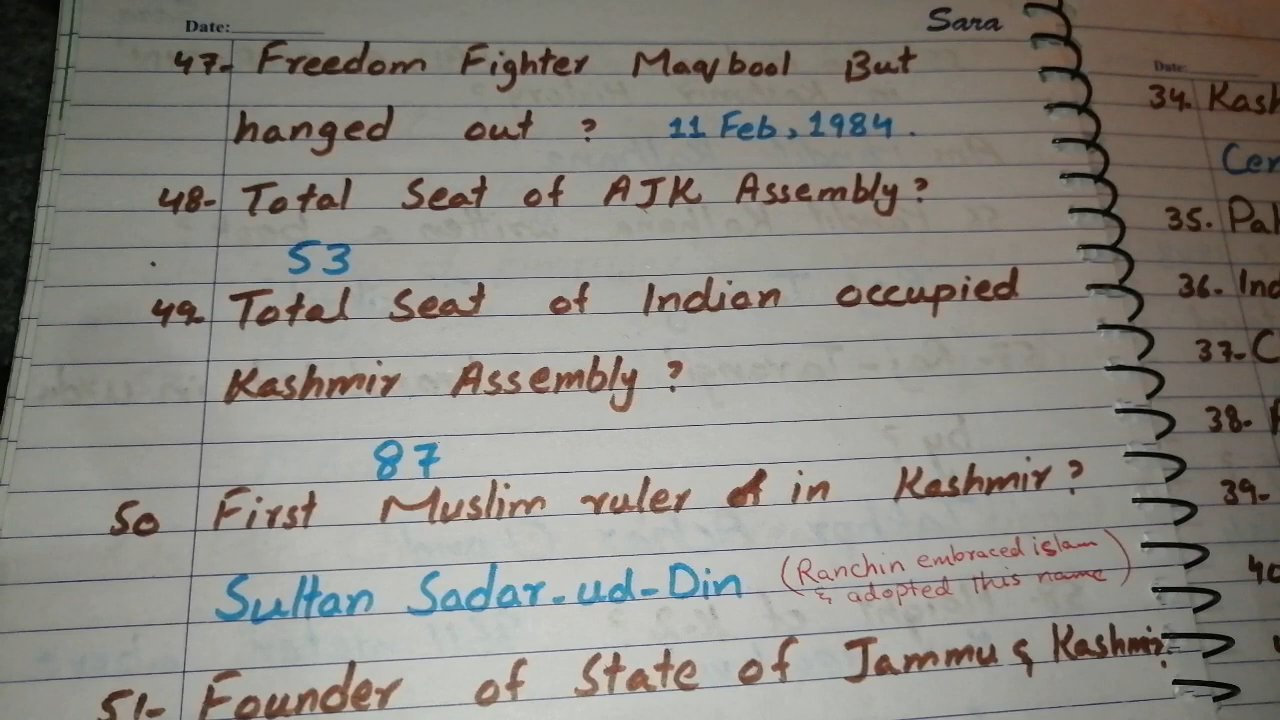 Date:
Sara
47- Freedom Fighter Maqbool But
hanged out ? 11 Feb, 1984.
48- Total Seat of AJK Assembly?
53
49. Total Seat of Indian occupied
Kashmir Assembly ?
87
50 First Muslim ruler in Kashmir?
Sultan Sadar-ud-Din (Ranchin embraced islam
& adopted this name)
51- Founder of State of Jammu & Kashmir
Date:
34. Kash
Cer
35. Pak
36. Ind
37- C
38-
39-
40